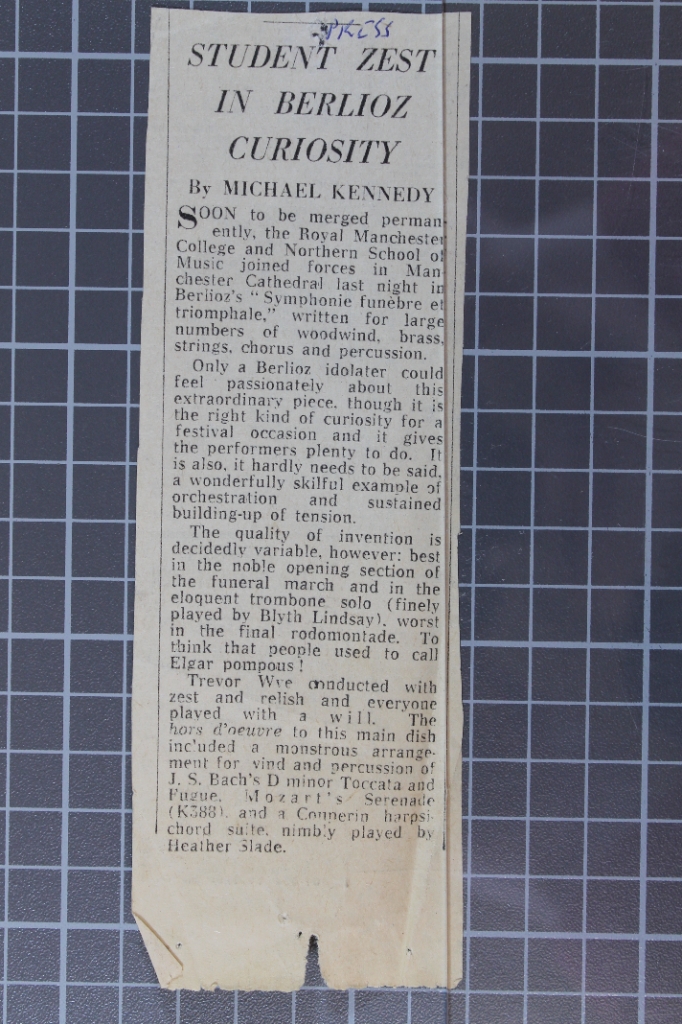 PRESS
STUDENT ZEST
IN BERLIOZ
CURIOSITY
By MICHAEL KENNEDY
SOON to be merged perman-
ently, the Royal Manchester
College and Northern School of
Music joined forces in Man-
chester Cathedral last night in
Berlioz's "Symphonie funèbre et
triomphale," written for large
numbers of woodwind, brass,
strings, chorus and percussion.
Only a Berlioz idolater could
feel passionately about this
extraordinary piece, though it is
the right kind of curiosity for a
festival occasion and it gives
the performers plenty to do. It
is also, it hardly needs to be said,
a wonderfully skilful example of
orchestration and sustained
building-up of tension.
The quality of invention is
decidedly variable, however: best
in the noble opening section of
the funeral march and in the
eloquent trombone solo (finely
played by Blyth Lindsay), worst
in the final rodomontade. To
think that people used to call
Elgar pompous!
Trevor Wye conducted with
zest and relish and everyone
played with a will. The
hors d'oeuvre to this main dish
included a monstrous arrange-
ment for wind and percussion of
J. S. Bach's D minor Toccata and
Fugue, Mozart's Serenade
(K388), and a Couperin harpsi-
chord suite, nimbly played by
Heather Slade.